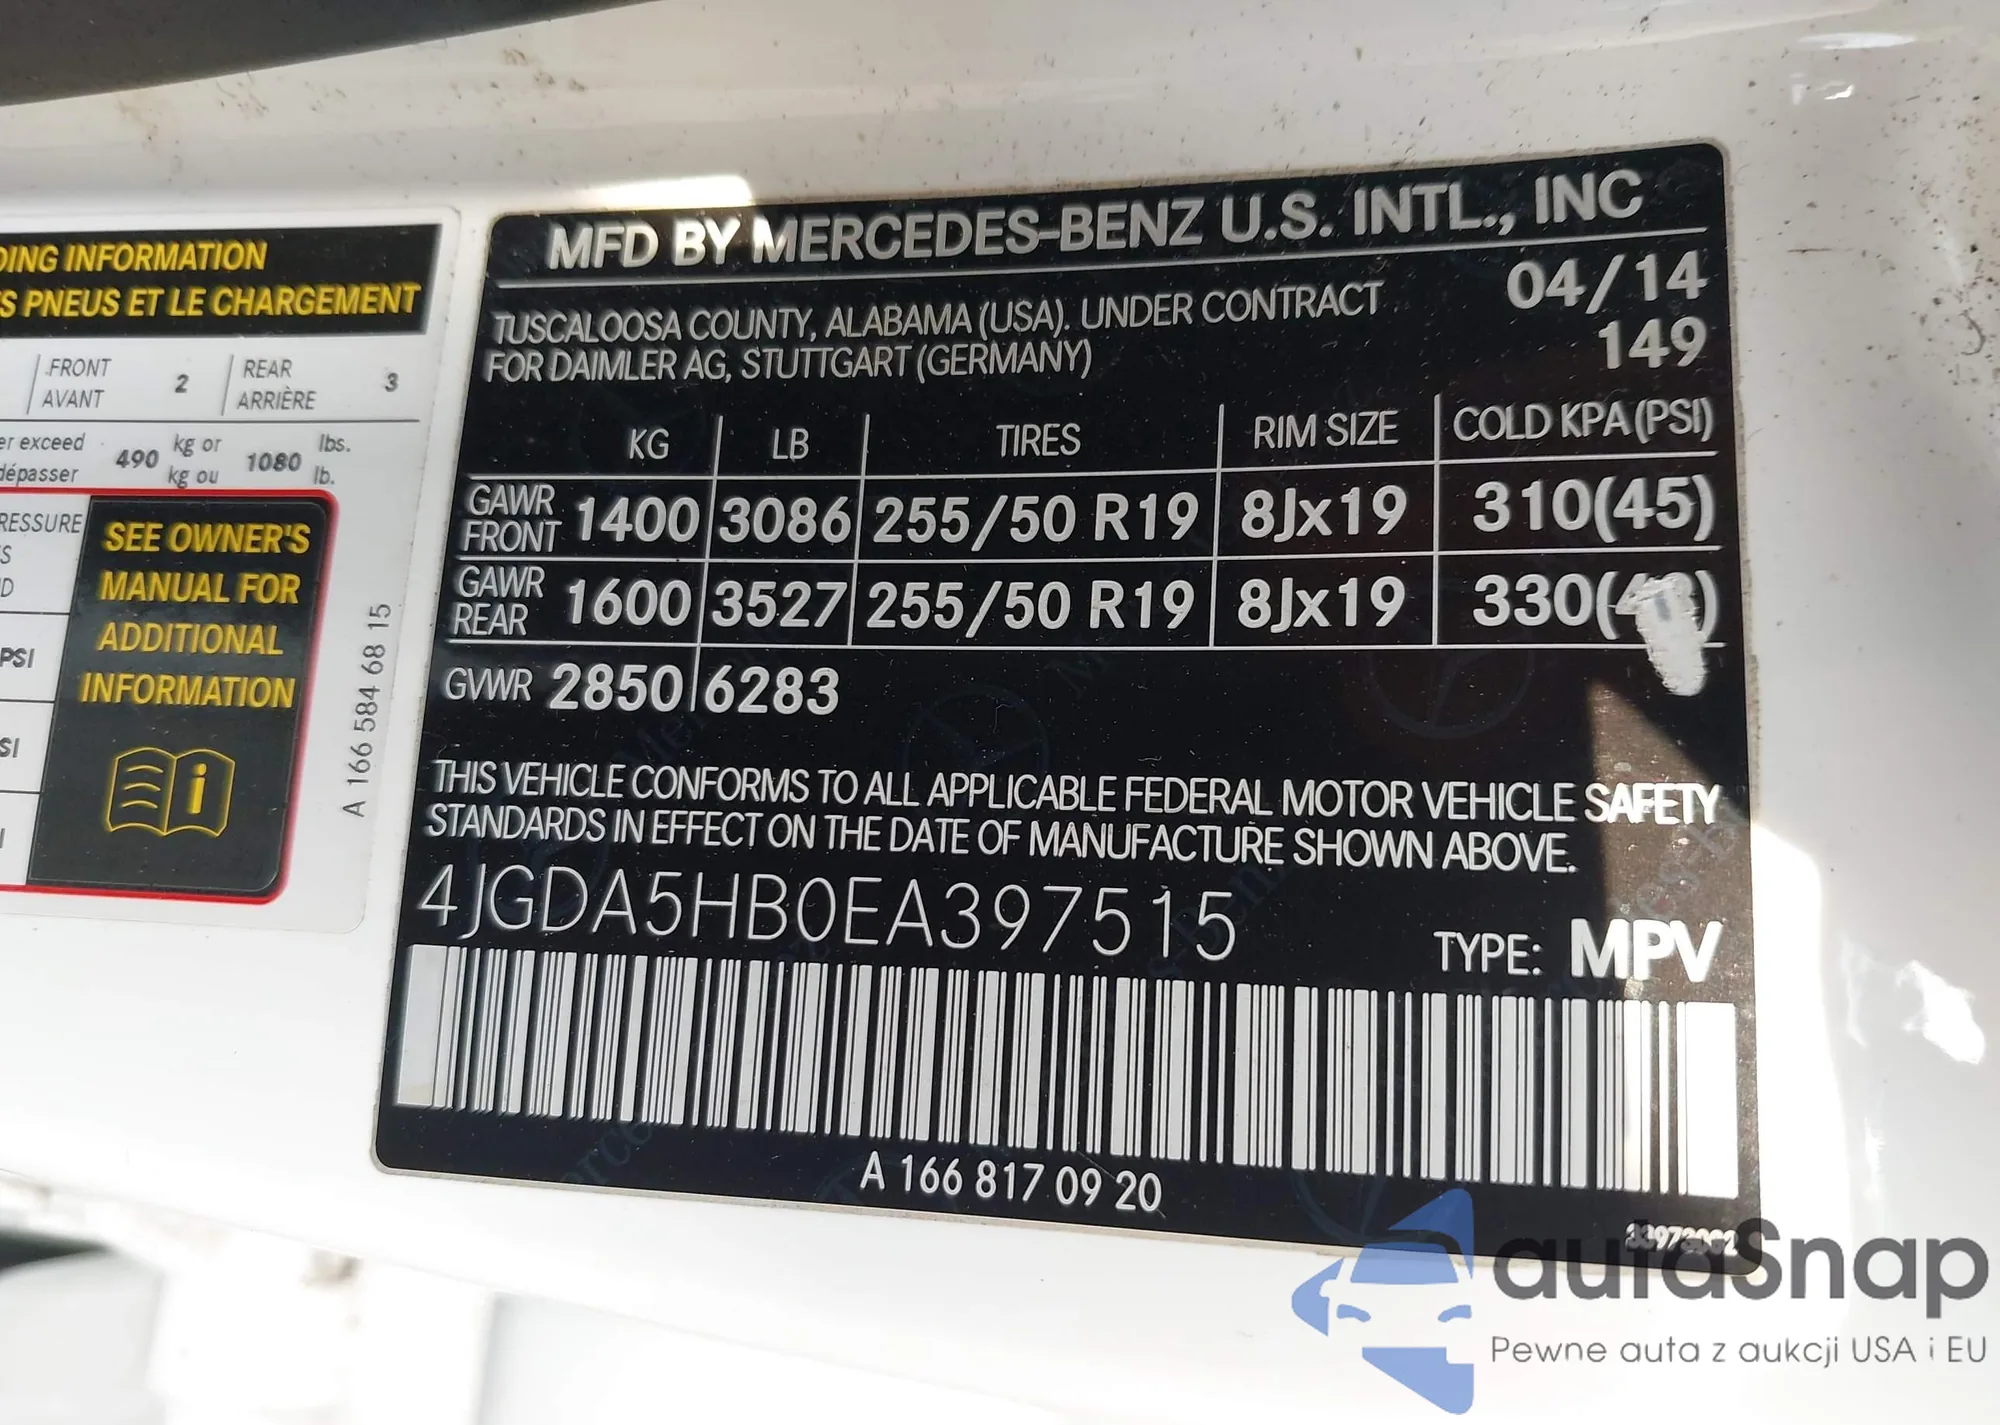 DING INFORMATION
S PNEUS ET LE CHARGEMENT
FRONT
AVANT
2
REAR
ARRIÈRE
3
er exceed
dépasser
490
kg or
kg ou
1080
lbs.
lb.
RESSURE
S
D
PSI
SI
I
SEE OWNER'S
MANUAL FOR
ADDITIONAL
INFORMATION
A 166 584 68 15
MFD BY MERCEDES-BENZ U.S. INTL., INC
TUSCALOOSA COUNTY, ALABAMA (USA). UNDER CONTRACT
FOR DAIMLER AG, STUTTGART (GERMANY)
04/14
149
KG LB TIRES RIM SIZE COLD KPA(PSI)
GAWR FRONT 1400 3086 255/50 R19 8Jx19 310(45)
GAWR REAR 1600 3527 255/50 R19 8Jx19
GVWR 2850 6283
THIS VEHICLE CONFORMS TO ALL APPLICABLE FEDERAL MOTOR VEHICLE SAFETY
STANDARDS IN EFFECT ON THE DATE OF MANUFACTURE SHOWN ABOVE.
4JGDA5HB0EA397515
TYPE: MPV
A 166 817 09 20
autaSnap
Pewne auta z aukcji USA i EU